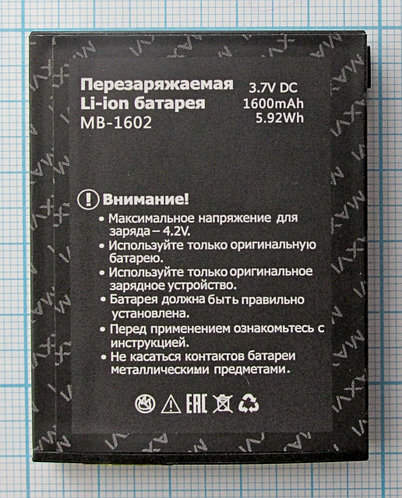 Перезаряжаемая 3.7V DC
Li-ion батарея 1600mAh
MB-1602 5.92Wh
! Внимание!
• Максимальное напряжение для
заряда – 4.2V.
• Используйте только оригинальную
батарею.
• Используйте только оригинальное
зарядное устройство.
• Батарея должна быть правильно
установлена.
• Перед применением ознакомьтесь с
инструкцией.
• Не касаться контактов батареи
металлическими предметами.
EAC